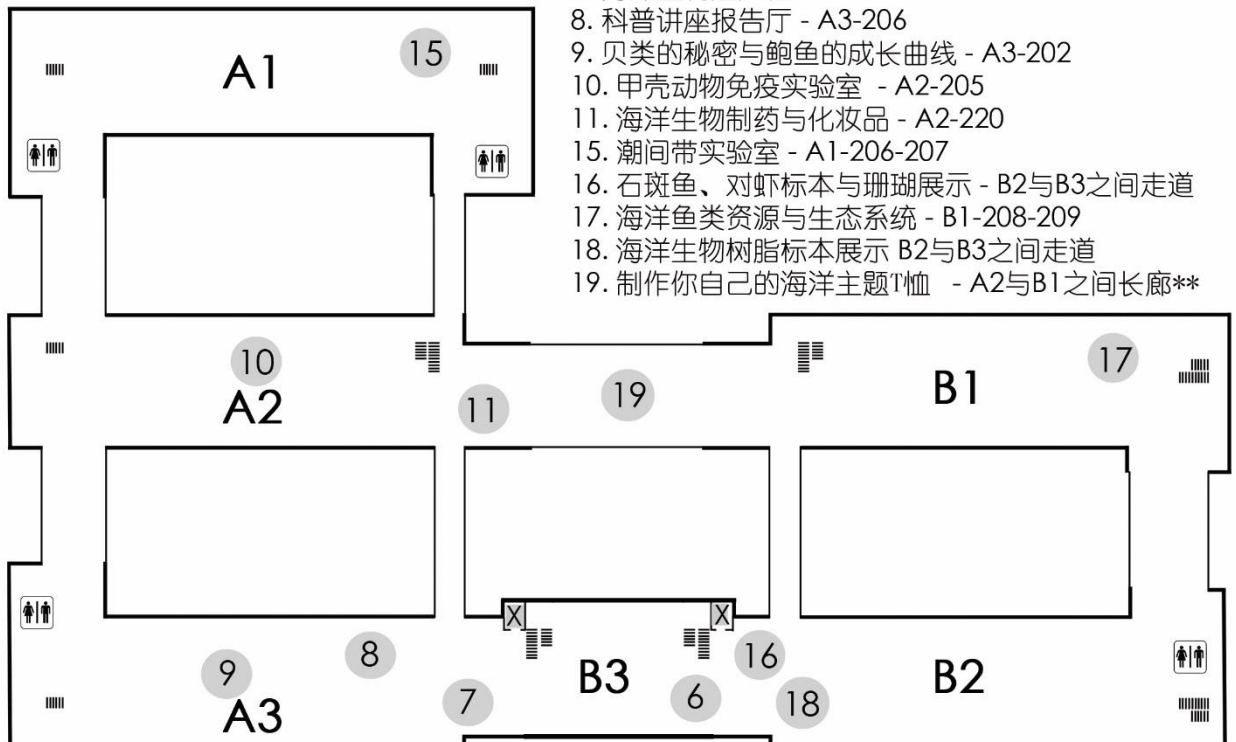 8. 科普讲座报告厅 - A3-206
9. 贝类的秘密与鲍鱼的成长曲线 - A3-202
10. 甲壳动物免疫实验室 - A2-205
11. 海洋生物制药与化妆品 - A2-220
15. 潮间带实验室 - A1-206-207
16. 石斑鱼、对虾标本与珊瑚展示 - B2与B3之间走道
17. 海洋鱼类资源与生态系统 - B1-208-209
18. 海洋生物树脂标本展示 B2与B3之间走道
19. 制作你自己的海洋主题T恤 - A2与B1之间长廊**
A1
15
10
A2
11
19
B1
17
9
8
A3
7
B3
6
16
18
B2
X
X